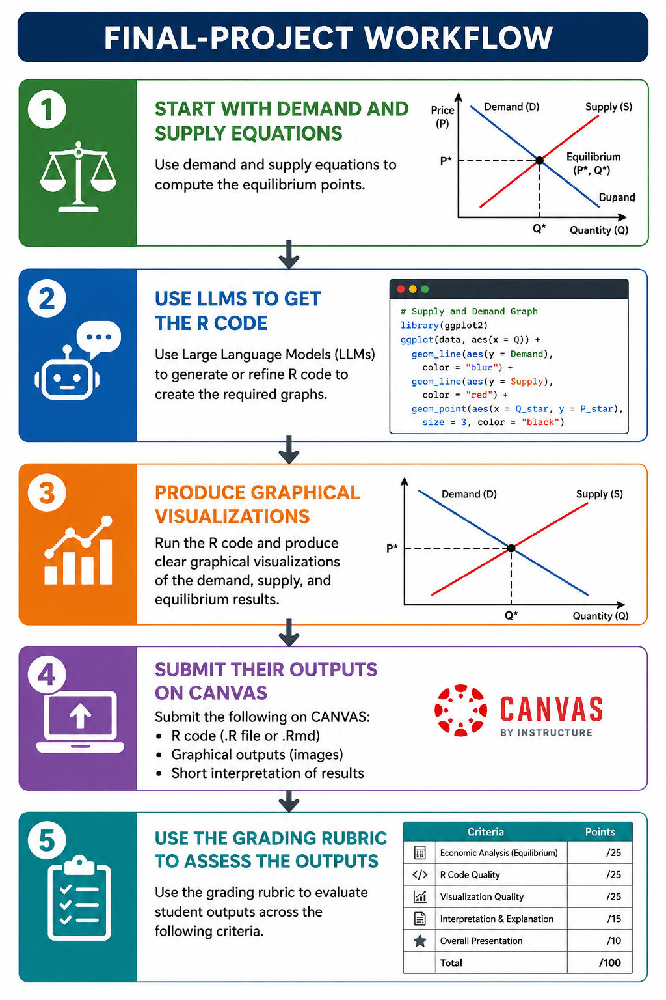 FINAL-PROJECT WORKFLOW
1
START WITH DEMAND AND
SUPPLY EQUATIONS
Use demand and supply equations to
compute the equilibrium points.
Price
(P)
Demand (D)
Supply (S)
P*
Equilibrium
(P*, Q*)
Q*
Quantity (Q)
2
USE LLMS TO GET
THE R CODE
Use Large Language Models (LLMs)
to generate or refine R code to
create the required graphs.
# Supply and Demand Graph
library(ggplot2)
ggplot(data, aes(x = Q)) +
geom_line(aes(y = Demand),
color = "blue") +
geom_line(aes(y = Supply),
color = "red") +
geom_point(aes(x = Q_star, y = P_star),
size = 3, color = "black")
3
PRODUCE GRAPHICAL
VISUALIZATIONS
Run the R code and produce
clear graphical visualizations
of the demand, supply, and
equilibrium results.
Demand (D)
Supply (S)
P*
Q*
Quantity (Q)
4
SUBMIT THEIR OUTPUTS
ON CANVAS
Submit the following on CANVAS:
• R code (.R file or .Rmd)
• Graphical outputs (images)
• Short interpretation of results
CANVAS
BY INSTRUCTURE
5
USE THE GRADING RUBRIC
TO ASSESS THE OUTPUTS
Use the grading rubric to evaluate
student outputs across the
following criteria.
Criteria Points
Economic Analysis (Equilibrium) /25
</> R Code Quality /25
Visualization Quality /25
Interpretation & Explanation /15
Overall Presentation /10
Total /100